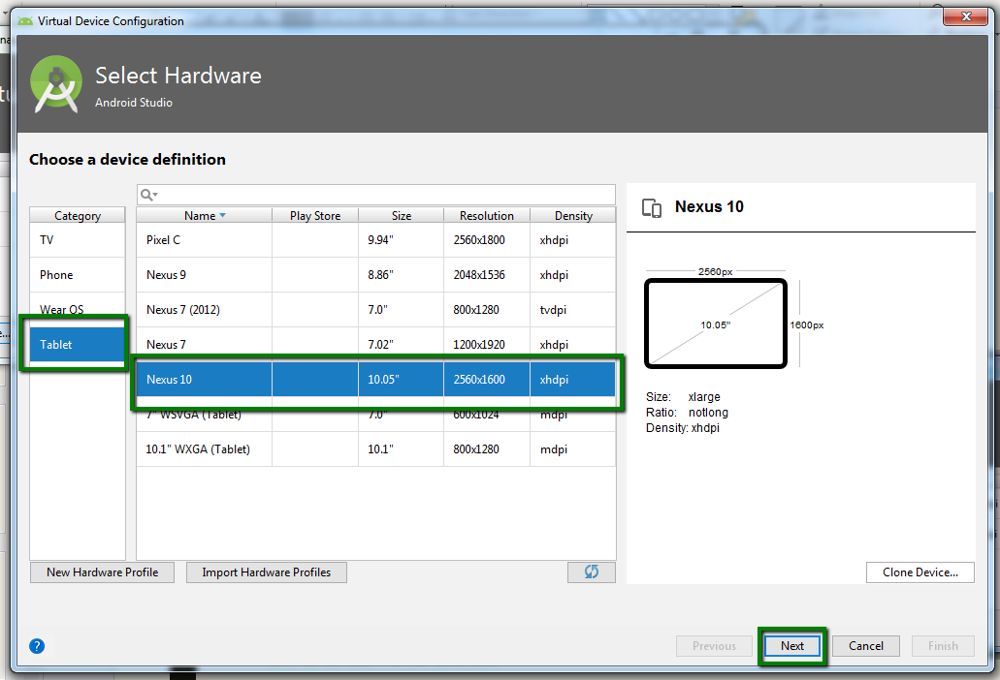 Virtual Device Configuration
Select Hardware
Android Studio
Choose a device definition
Category
TV
Phone
Wear OS
Tablet
Name Play Store Size Resolution Density
Pixel C 9.94" 2560x1800 xhdpi
Nexus 9 8.86" 2048x1536 xhdpi
Nexus 7 (2012) 7.0" 800x1280 tvdpi
Nexus 7 7.02" 1200x1920 xhdpi
Nexus 10 10.05" 2560x1600 xhdpi
7" WSVGA (Tablet) 7.0" 600x1024 mdpi
10.1" WXGA (Tablet) 10.1" 800x1280 mdpi
Nexus 10
2560px
10.05"
1600px
Size: xlarge
Ratio: notlong
Density: xhdpi
New Hardware Profile
Import Hardware Profiles
Clone Device...
?
Previous
Next
Cancel
Finish